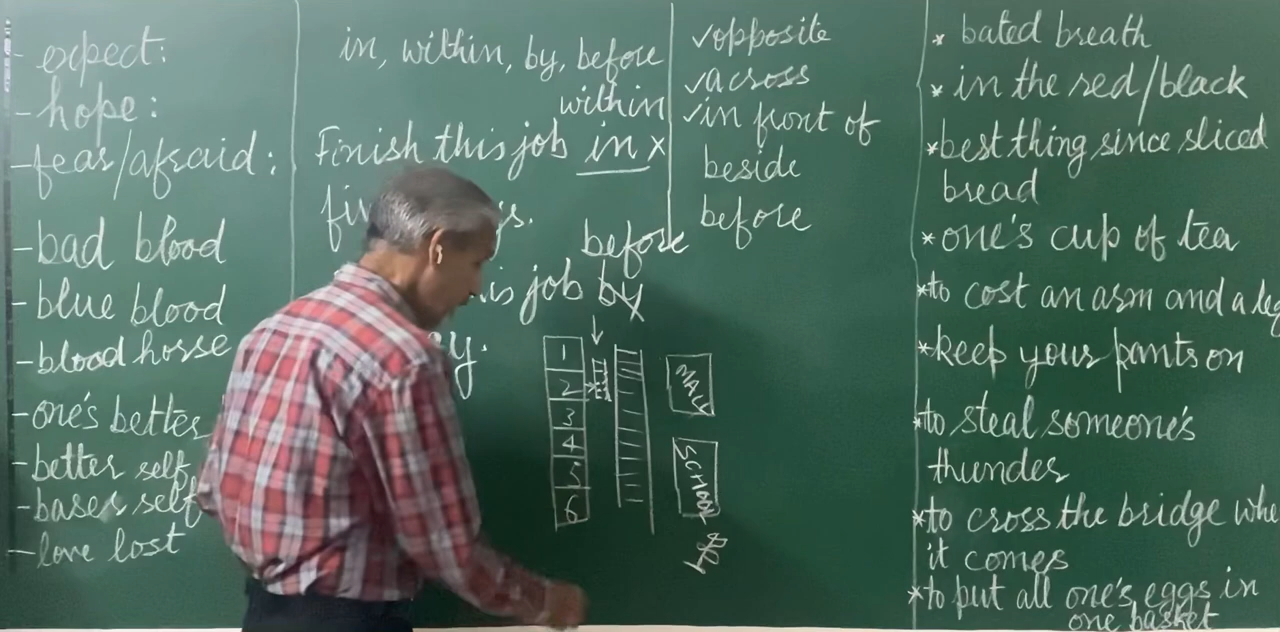 - expect:
- hope:
- fear/afraid:
- bad blood
- blue blood
- blood horse
- one's better
- better self
- baser self
- love lost
in, within, by, before
within
Finish this job in x
before
job by
1
2
3
4
5
6
MALL
SCHOOL
✓opposite
✓across
✓in front of
beside
before
* bated breath
* in the red/black
*best thing since sliced
bread
*one's cup of tea
*to cost an arm and a leg
*keep your pants on
*to steal someone's
thunder
*to cross the bridge whe
it comes
*to put all one's eggs in
one basket